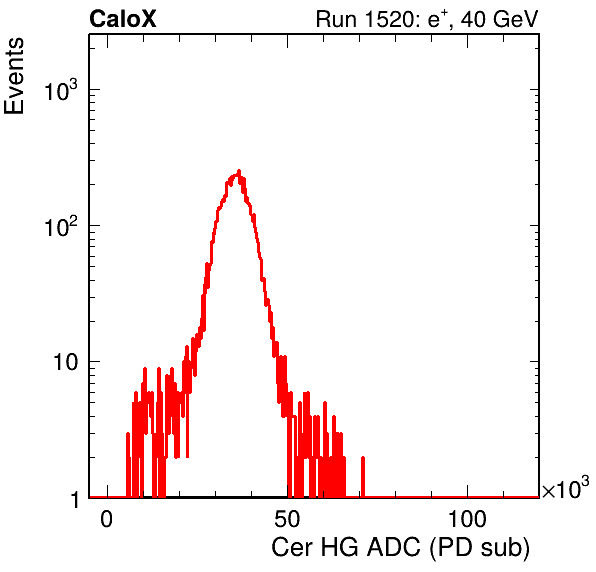 CaloX Run 1520: e⁺, 40 GeV
Events
10³
10²
10
1
0 50 100 ×10³
Cer HG ADC (PD sub)